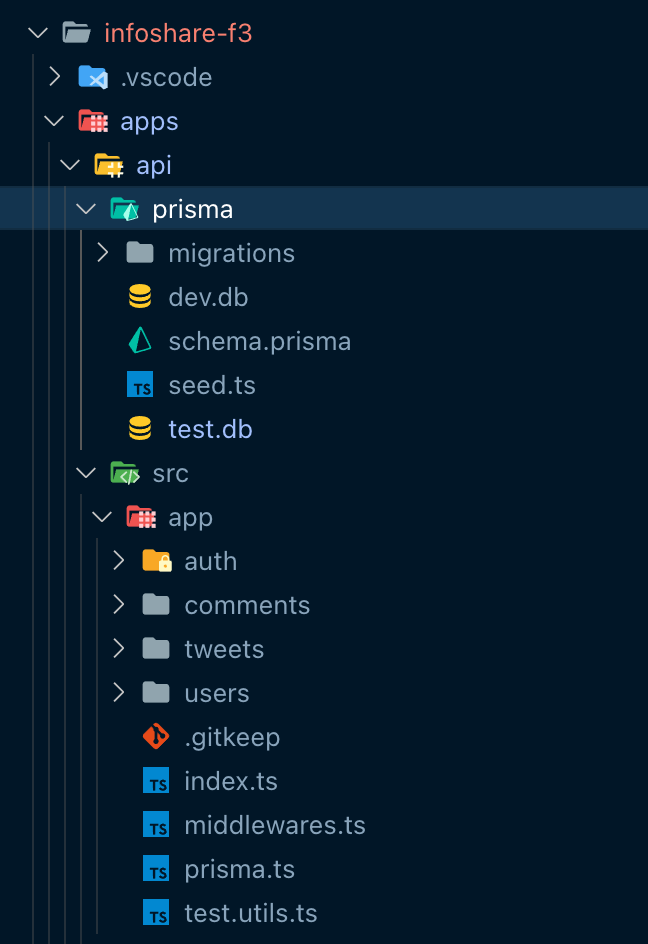 infoshare-f3
.vscode
apps
api
prisma
migrations
dev.db
schema.prisma
TS seed.ts
test.db
src
app
auth
comments
tweets
users
.gitkeep
TS index.ts
TS middlewares.ts
TS prisma.ts
TS test.utils.ts